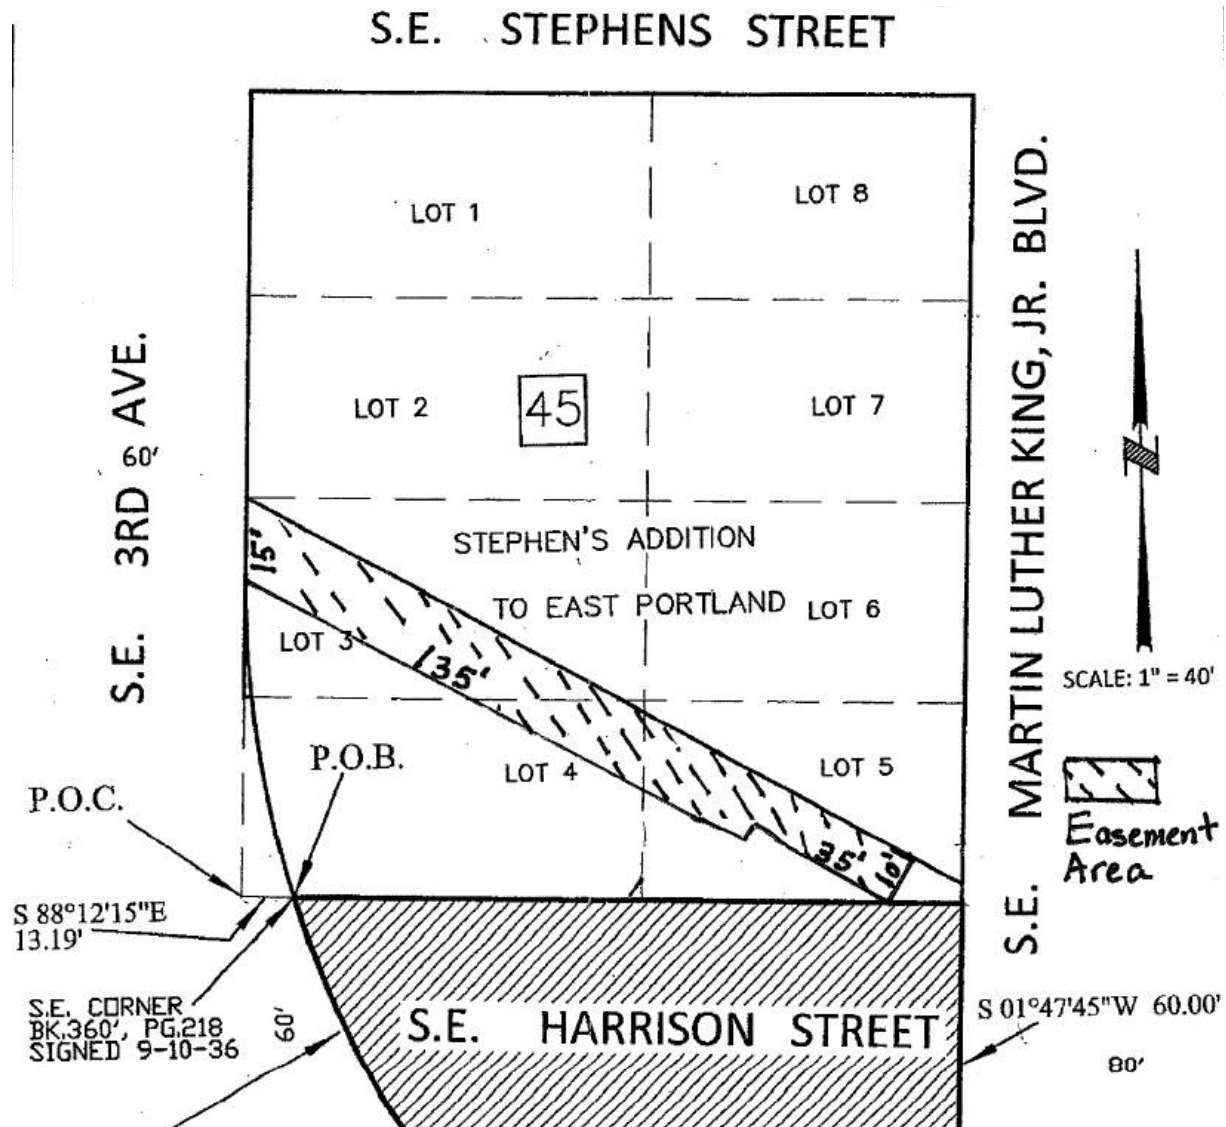 S.E. STEPHENS STREET
LOT 1
LOT 8
S.E. 3RD AVE.
60'
LOT 2
45
LOT 7
S.E. MARTIN LUTHER KING, JR. BLVD.
STEPHEN'S ADDITION
TO EAST PORTLAND
15'
LOT 3
LOT 6
135'
SCALE: 1" = 40'
P.O.B.
LOT 4
LOT 5
P.O.C.
35'
10'
Easement
Area
S 88°12'15"E
13.19'
S.E. CORNER
BK.360', PG.218
SIGNED 9-10-36
60'
S.E. HARRISON STREET
S 01°47'45"W 60.00'
80'